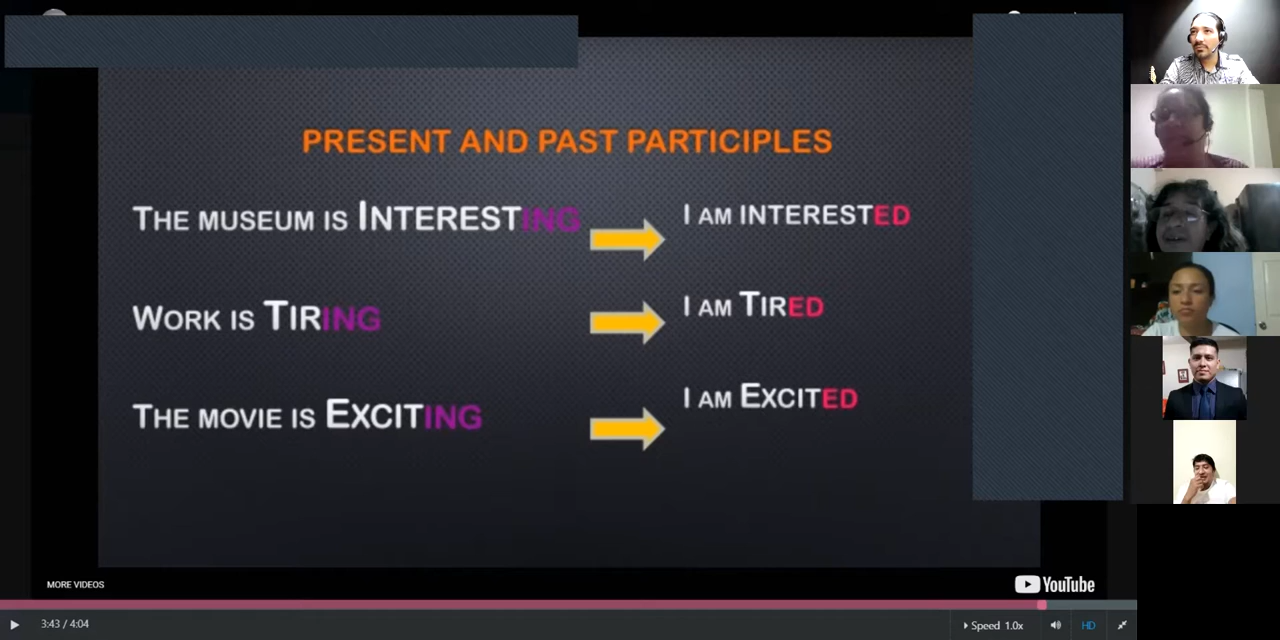 PRESENT AND PAST PARTICIPLES
THE MUSEUM IS INTERESTING
I AM INTERESTED
WORK IS TIRING
I AM TIRED
THE MOVIE IS EXCITING
I AM EXCITED
MORE VIDEOS
YouTube
3:43 / 4:04
Speed 1.0x
HD